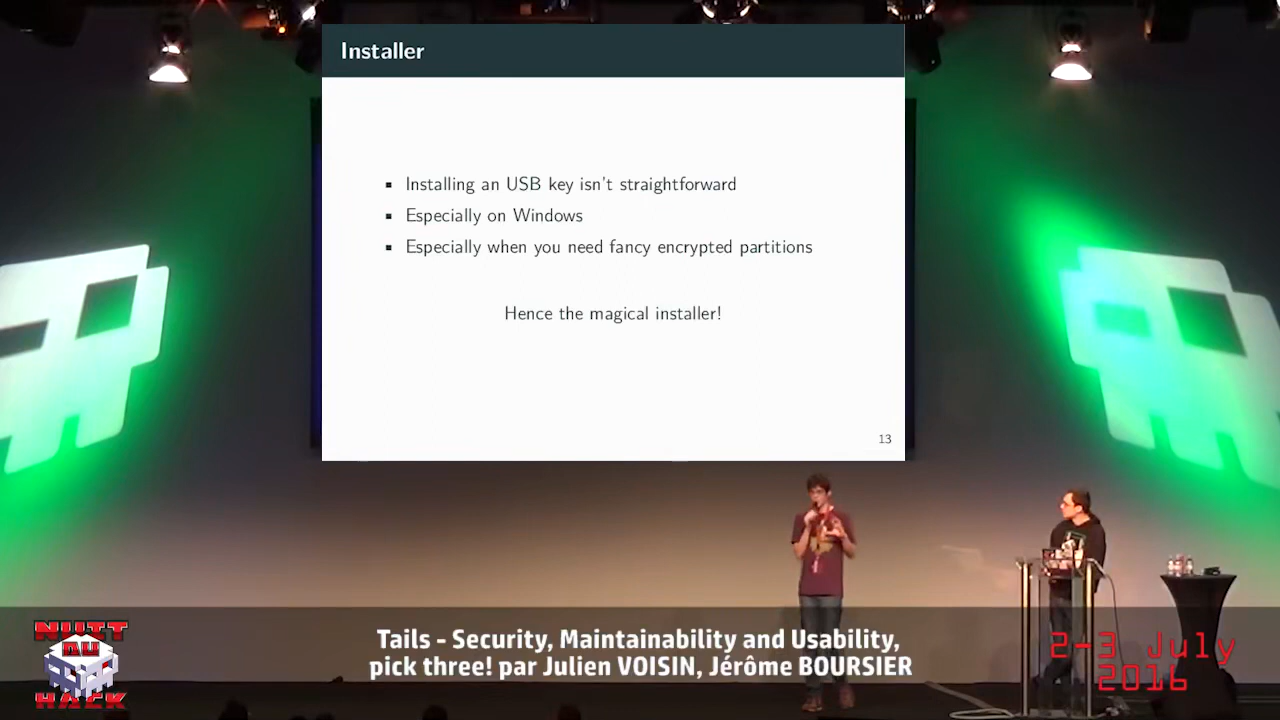 Installer
▪ Installing an USB key isn't straightforward
▪ Especially on Windows
▪ Especially when you need fancy encrypted partitions
Hence the magical installer!
13
NUIT
DU
HACK
Tails - Security, Maintainability and Usability,
pick three! par Julien VOISIN, Jérôme BOURSIER
2-3 July
2016